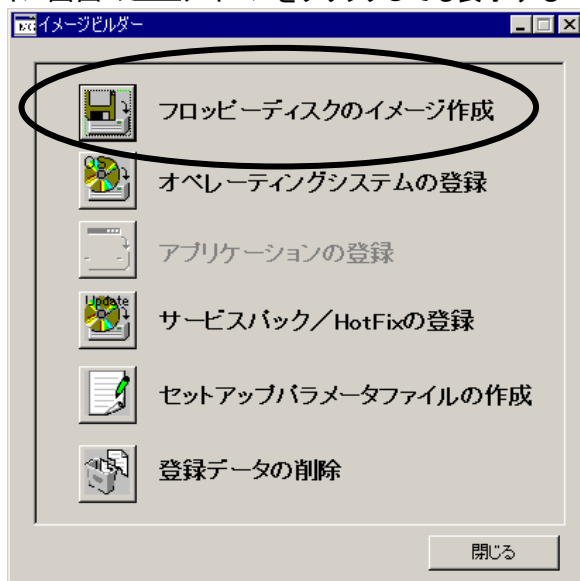 イメージビルダー
フロッピーディスクのイメージ作成
オペレーティングシステムの登録
アプリケーションの登録
サービスパック／HotFixの登録
セットアップパラメータファイルの作成
登録データの削除
閉じる
OS
Update